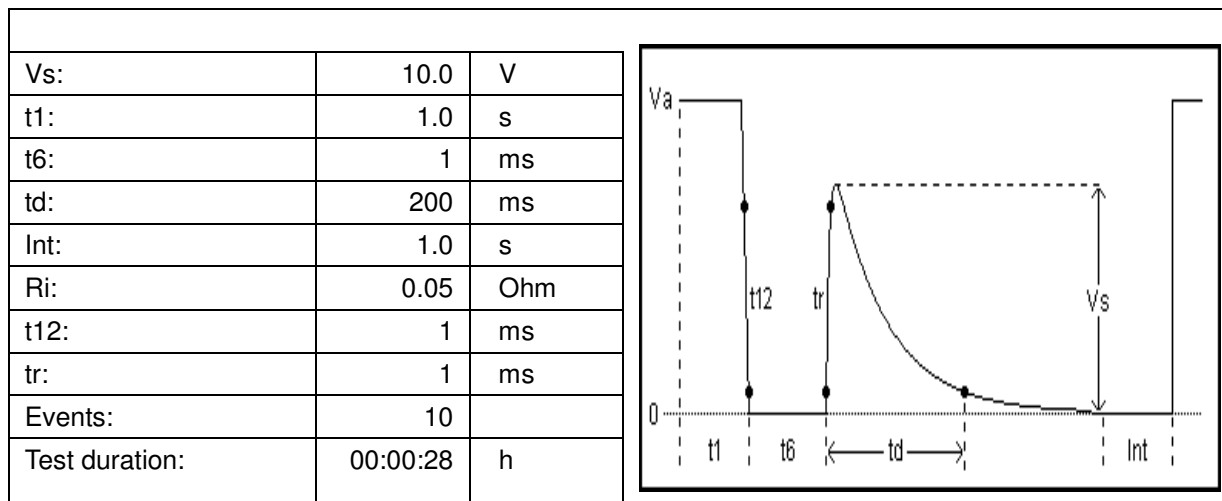 Vs: 10.0 V
t1: 1.0 s
t6: 1 ms
td: 200 ms
Int: 1.0 s
Ri: 0.05 Ohm
t12: 1 ms
tr: 1 ms
Events: 10
Test duration: 00:00:28 h
Va
t12 tr Vs
0
t1 t6 td Int